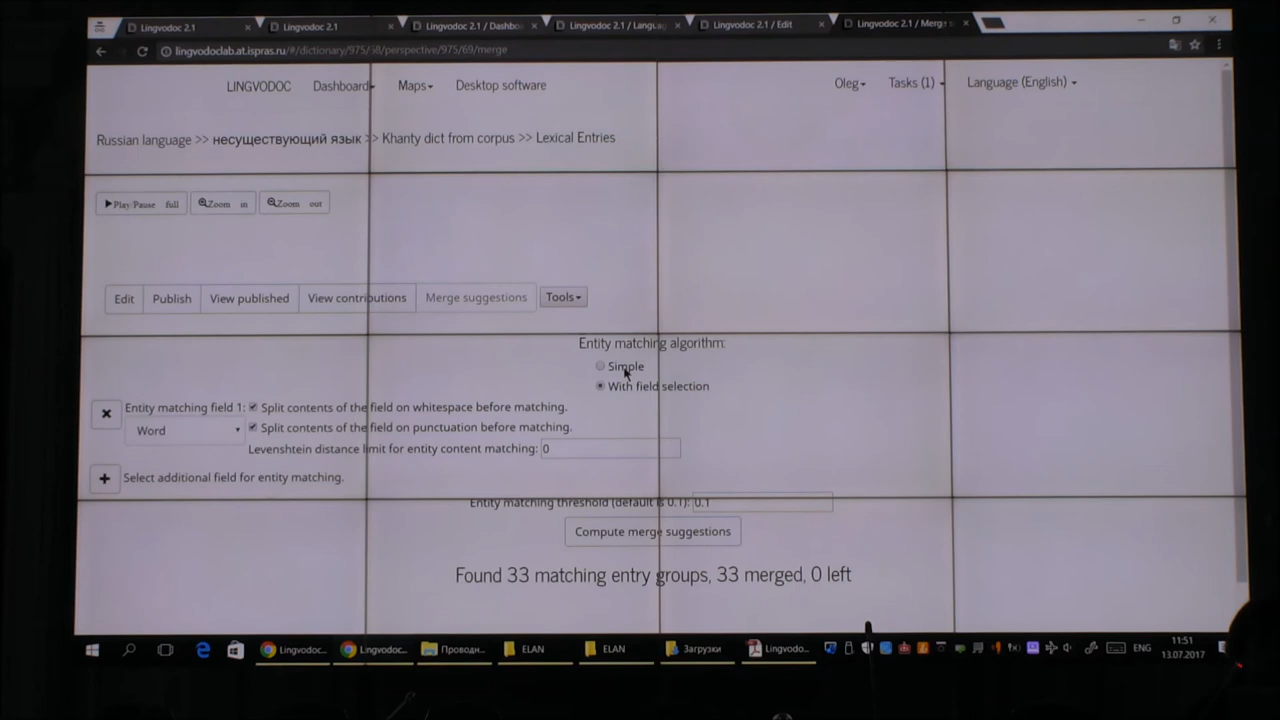 Lingvodoc 2.1
Lingvodoc 2.1
Lingvodoc 2.1 / Dashbo
Lingvodoc 2.1 / Langu
Lingvodoc 2.1 / Edit
Lingvodoc 2.1 / Merge
lingvodoclab.at.ispras.ru/#/dictionary/975/68/perspective/975/69/merge
LINGVODOC Dashboard Maps Desktop software Oleg Tasks (1) Language (English)
Russian language >> несуществующий язык >> Khanty dict from corpus >> Lexical Entries
Play/Pause full Zoom in Zoom out
Edit Publish View published View contributions Merge suggestions Tools
Entity matching algorithm:
Simple
With field selection
Entity matching field 1: Split contents of the field on whitespace before matching.
Word Split contents of the field on punctuation before matching.
Levenshtein distance limit for entity content matching: 0
Select additional field for entity matching.
Entity matching threshold (default is 0.1): 0.1
Compute merge suggestions
Found 33 matching entry groups, 33 merged, 0 left
Lingvodoc... Lingvodoc... Проводн... ELAN ELAN Загрузки Lingvodo... ENG
11:51
13.07.2017